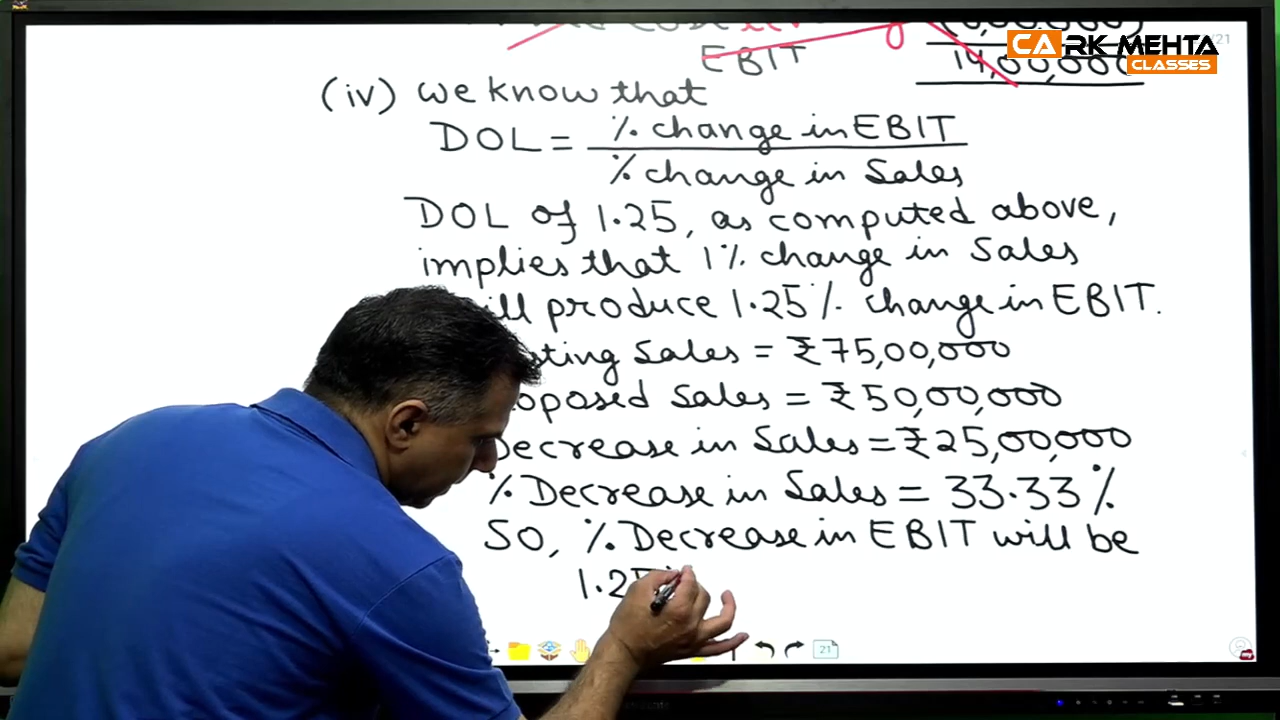 EBIT 14,00,000
CA RK MEHTA
CLASSES
(iv) we know that
DOL = % change in EBIT
% change in Sales
DOL of 1.25, as computed above,
implies that 1% change in Sales
produce 1.25% change in EBIT.
Sales = ₹75,00,000
Sales = ₹50,00,000
Decrease in Sales = ₹25,00,000
% Decrease in Sales = 33.33%
So, % Decrease in EBIT will be
21